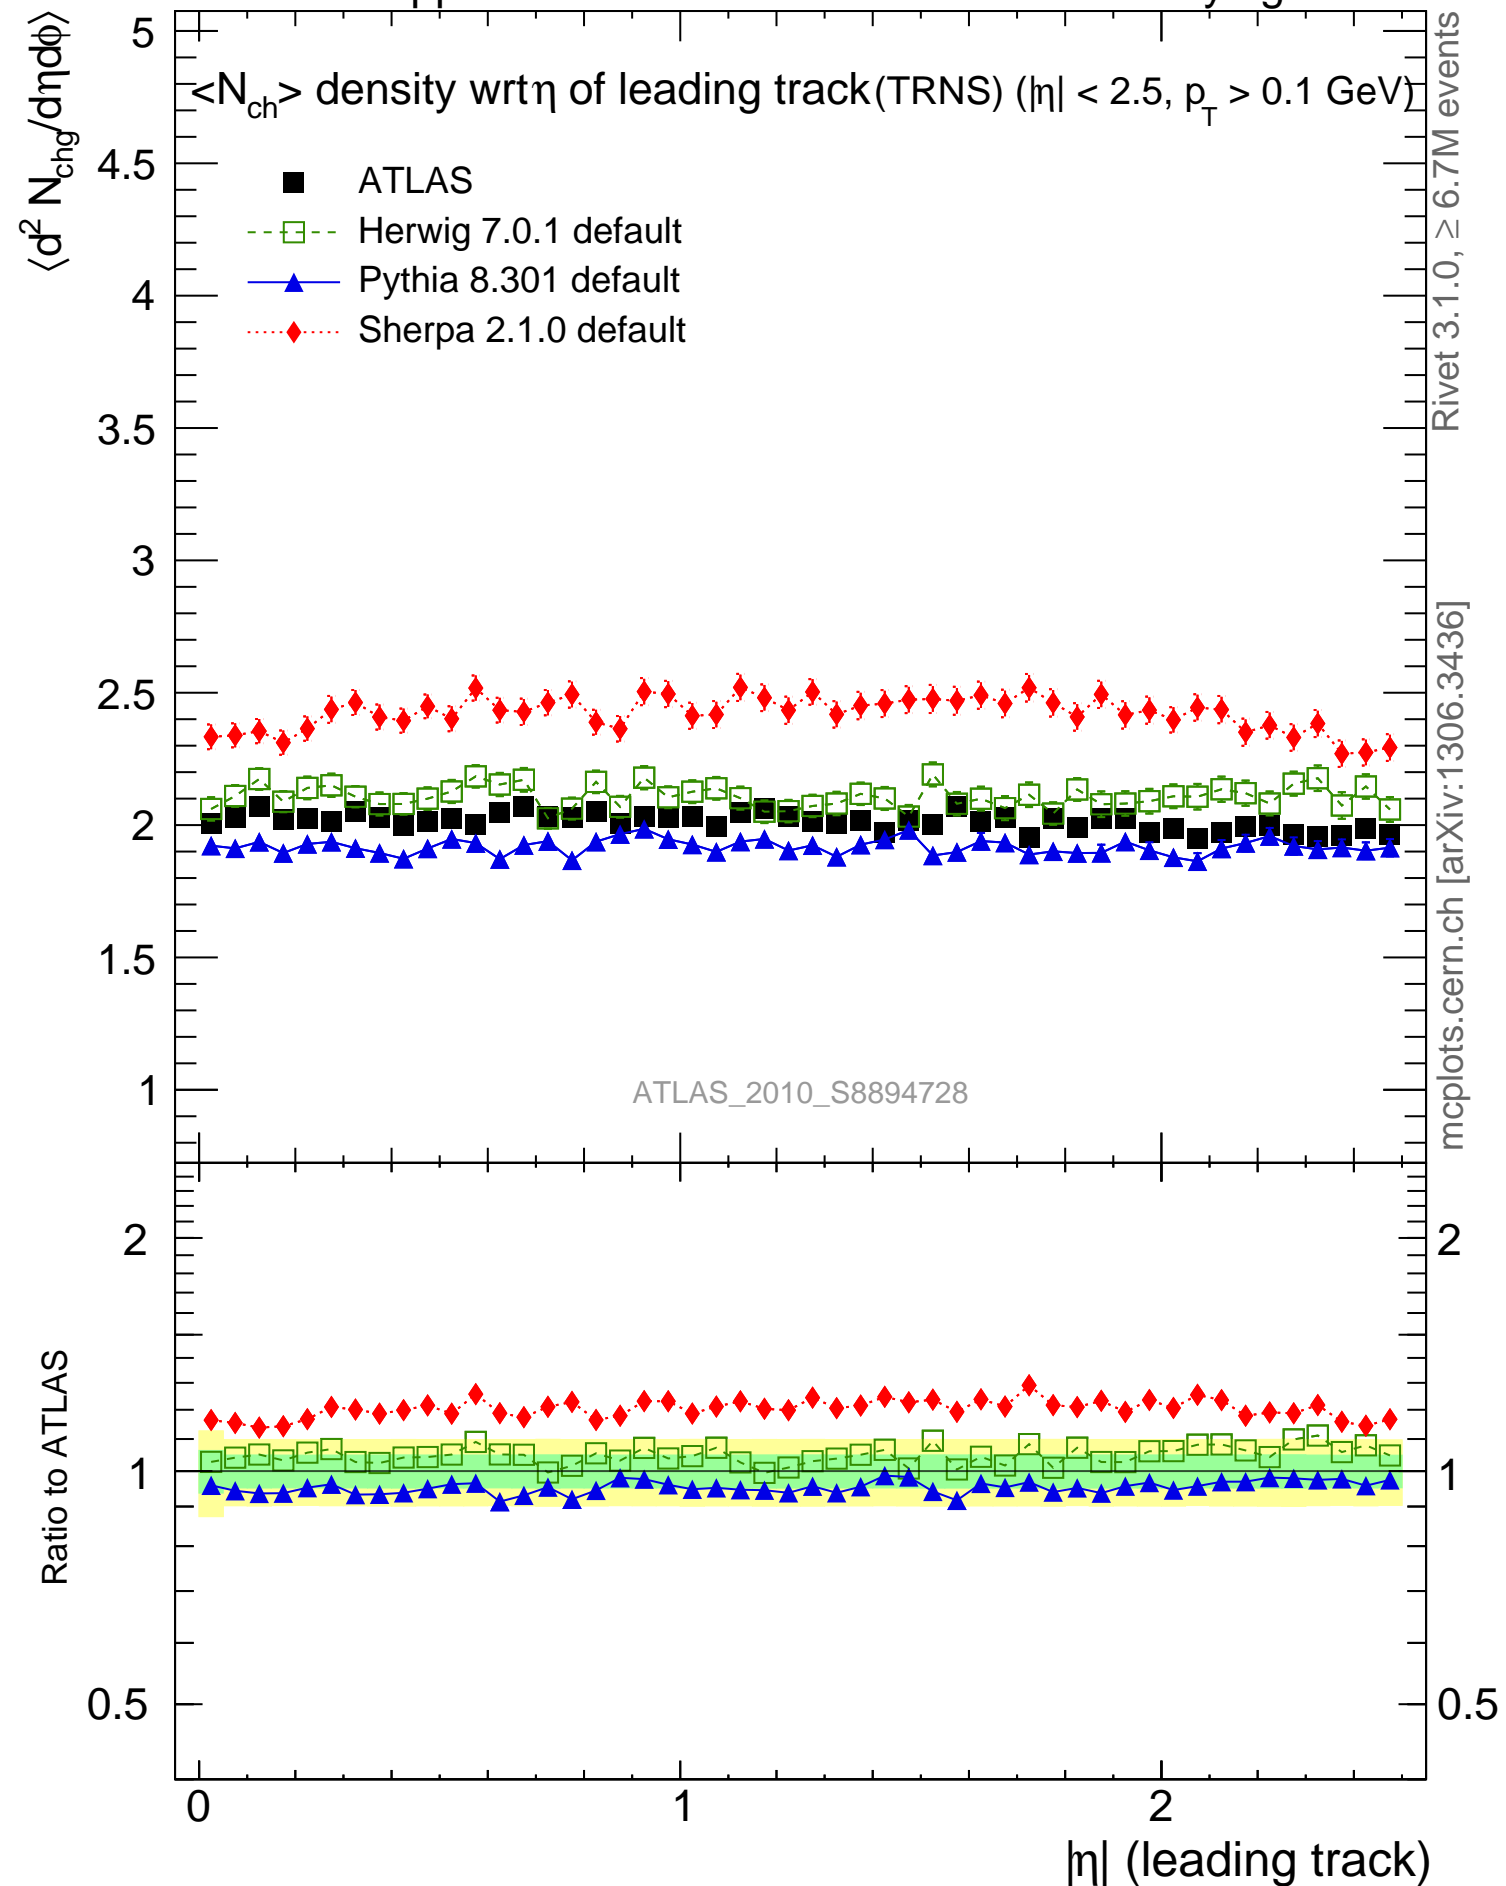 ⟨d² N_chg/dηdϕ⟩
<N_ch> density wrt η of leading track (TRNS) (|η| < 2.5, p_T > 0.1 GeV)
ATLAS
Herwig 7.0.1 default
Pythia 8.301 default
Sherpa 2.1.0 default
5
4.5
4
3.5
3
2.5
2
1.5
1
ATLAS_2010_S8894728
Rivet 3.1.0, ≥ 6.7M events
mcplots.cern.ch [arXiv:1306.3436]
Ratio to ATLAS
2
1
0.5
2
1
0.5
0
1
2
|η| (leading track)